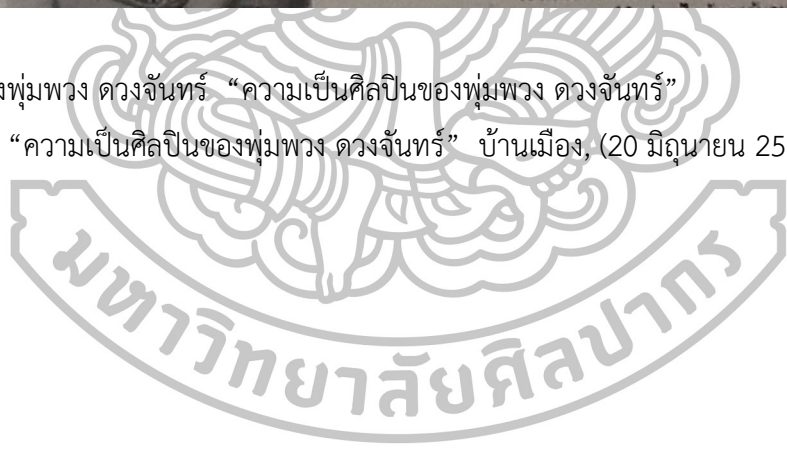 งพุ่มพวง ดวงจันทร์ “ความเป็นศิลปินของพุ่มพวง ดวงจันทร์”
“ความเป็นศิลปินของพุ่มพวง ดวงจันทร์” บ้านเมือง, (20 มิถุนายน 25
มหาวิทยาลัยศิลปากร